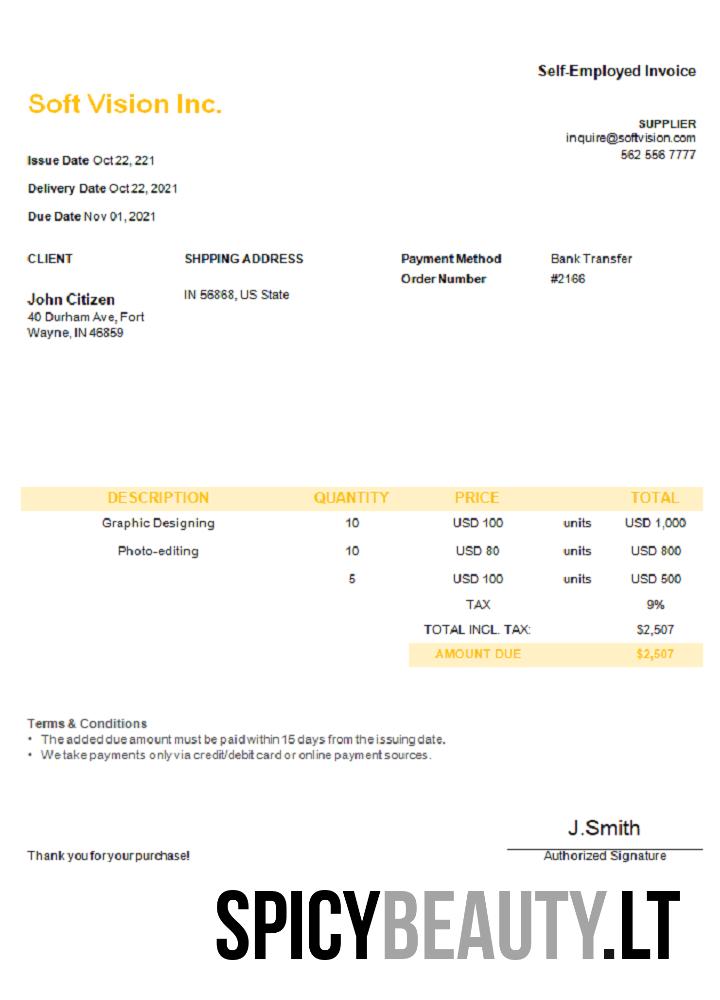 Self-Employed Invoice
Soft Vision Inc.
SUPPLIER
inquire@softvision.com
562 556 7777
Issue Date Oct 22, 221
Delivery Date Oct 22, 2021
Due Date Nov 01, 2021
CLIENT SHPPING ADDRESS Payment Method Bank Transfer
Order Number #2166
John Citizen IN 56868, US State
40 Durham Ave, Fort
Wayne, IN 46859
DESCRIPTION QUANTITY PRICE TOTAL
Graphic Designing 10 USD 100 units USD 1,000
Photo-editing 10 USD 80 units USD 800
5 USD 100 units USD 500
TAX 9%
TOTAL INCL. TAX: $2,507
AMOUNT DUE $2,507
Terms & Conditions
• The added due amount must be paid within 15 days from the issuing date.
• We take payments only via credit/debit card or online payment sources.
J.Smith
Thank you for your purchase! Authorized Signature
SPICYBEAUTY.LT